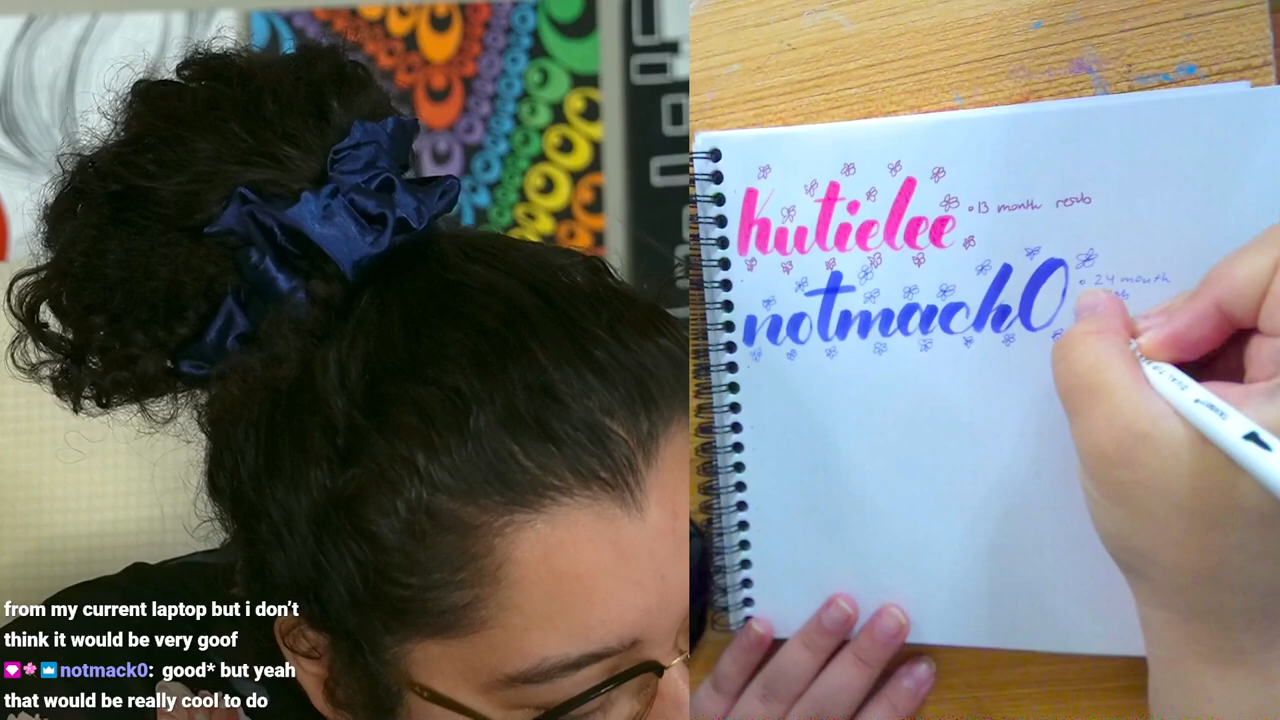 from my current laptop but i don't
think it would be very goof
notmack0: good* but yeah
that would be really cool to do
kutielee
• 13 month resub
notmach0
• 24 month